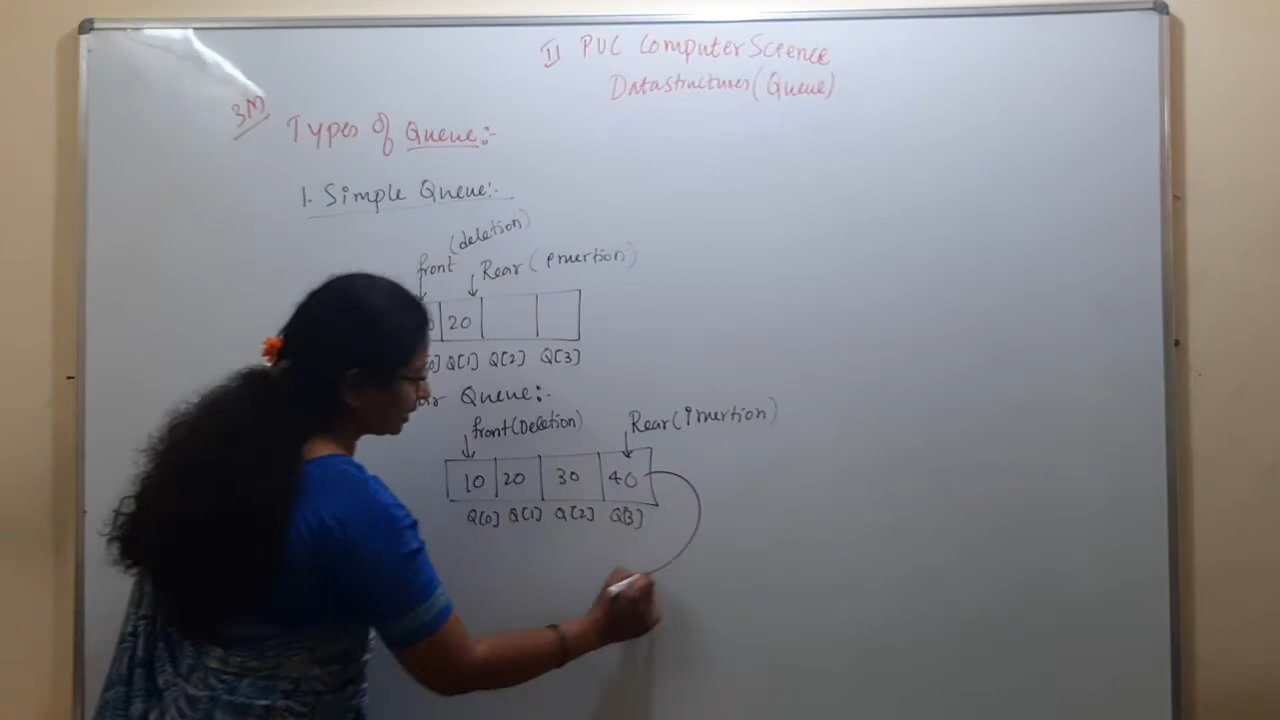 II PUC Computer Science
Datastructures (Queue)
3M
Types of Queue:-
1. Simple Queue:-
(deletion)
front
Rear (insertion)
20
Q[1] Q[2] Q[3]
Queue:-
front (Deletion)
Rear (insertion)
10 20 30 40
Q[0] Q[1] Q[2] Q[3]